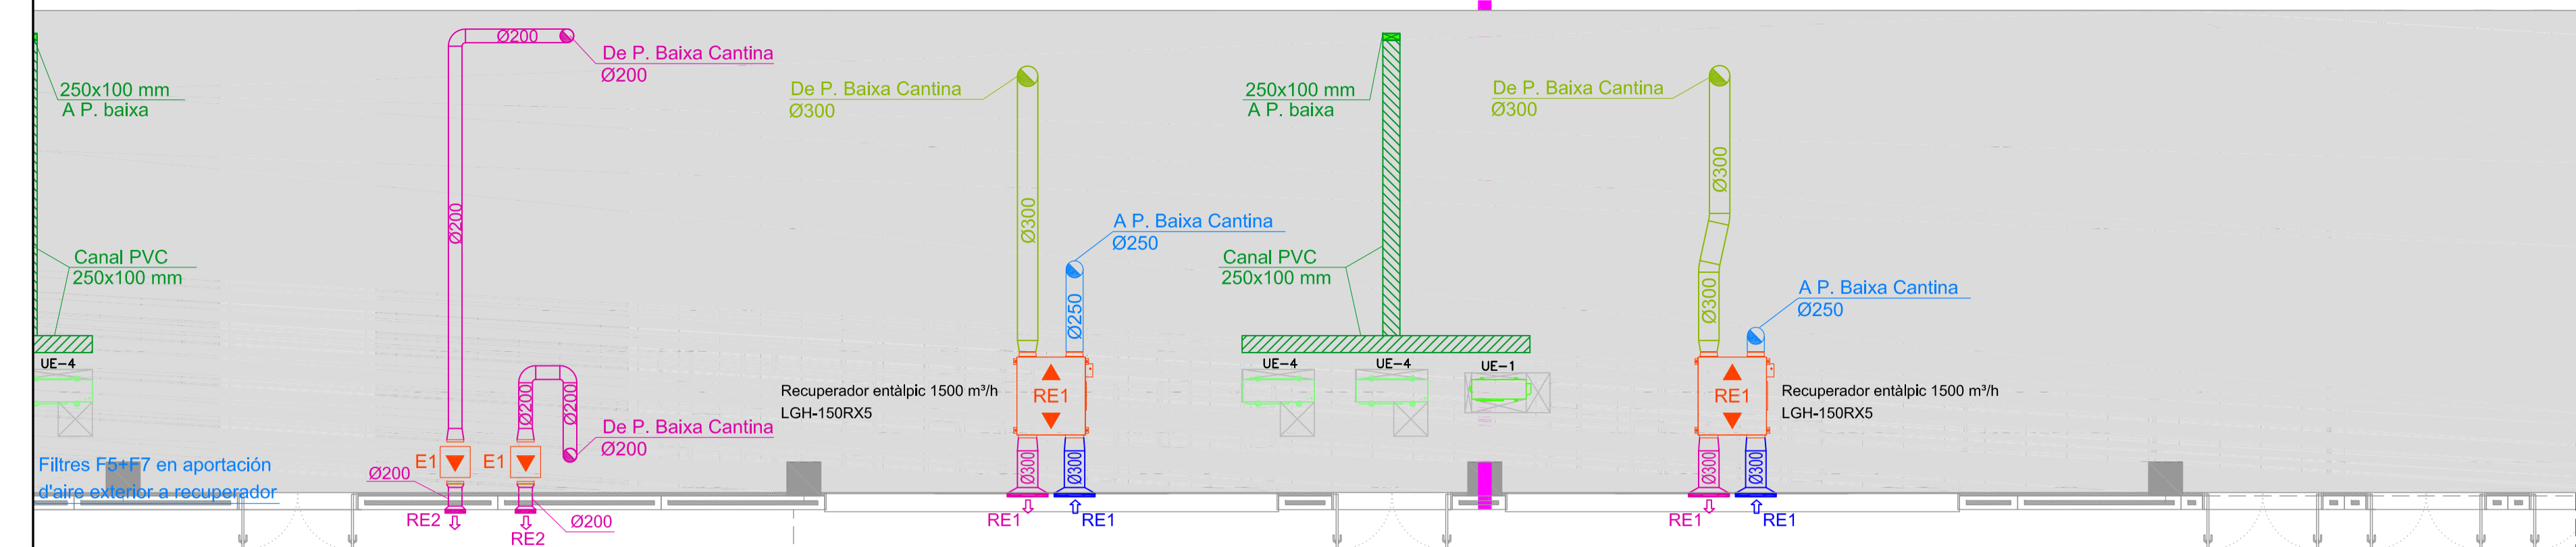 250x100 mm
A P. baixa
Canal PVC
250x100 mm
UE-4
Filtres F5+F7 en aportación
d'aire exterior a recuperador
Ø200
De P. Baixa Cantina
Ø200
Ø200
Ø200
Ø200
De P. Baixa Cantina
Ø200
E1
E1
Ø200
RE2
RE2
Ø200
De P. Baixa Cantina
Ø300
Ø300
A P. Baixa Cantina
Ø250
Ø250
Recuperador entàlpic 1500 m³/h
LGH-150RX5
RE1
Ø300
Ø300
RE1
RE1
250x100 mm
A P. baixa
Canal PVC
250x100 mm
UE-4
UE-4
UE-1
De P. Baixa Cantina
Ø300
Ø300
Ø300
A P. Baixa Cantina
Ø250
RE1
Recuperador entàlpic 1500 m³/h
LGH-150RX5
Ø300
Ø300
RE1
RE1